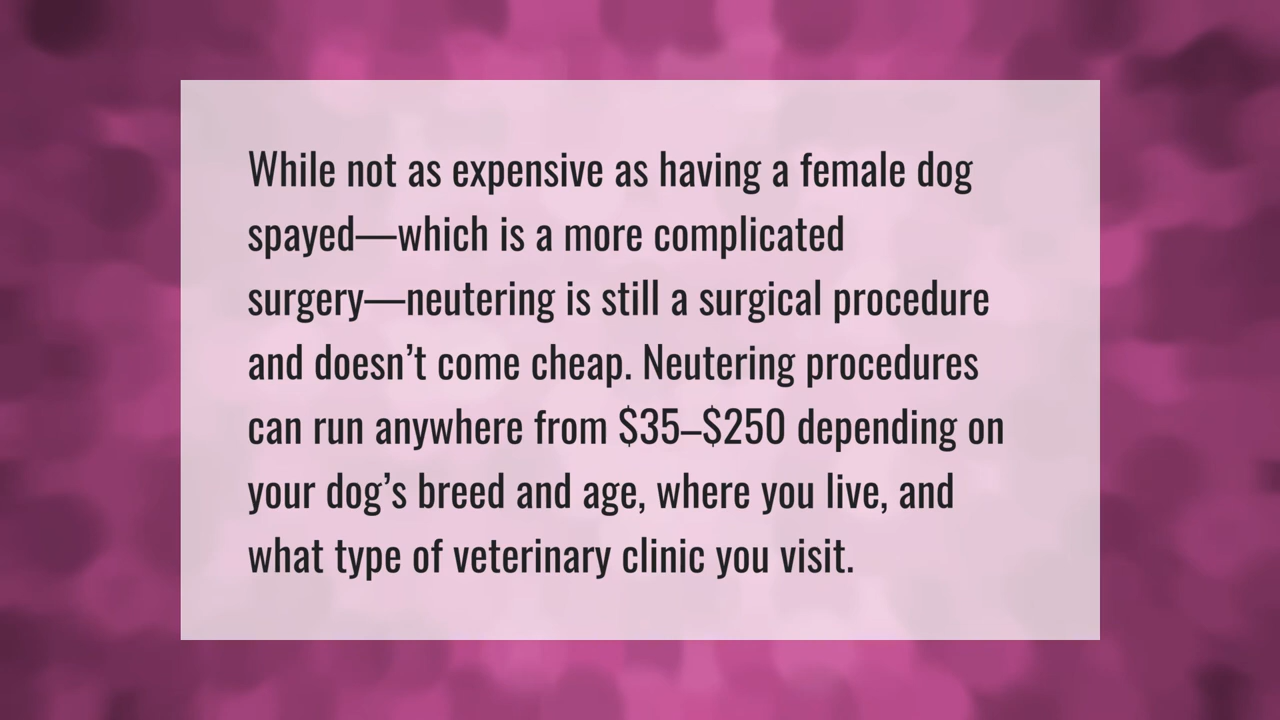 While not as expensive as having a female dog
spayed—which is a more complicated
surgery—neutering is still a surgical procedure
and doesn’t come cheap. Neutering procedures
can run anywhere from $35–$250 depending on
your dog’s breed and age, where you live, and
what type of veterinary clinic you visit.